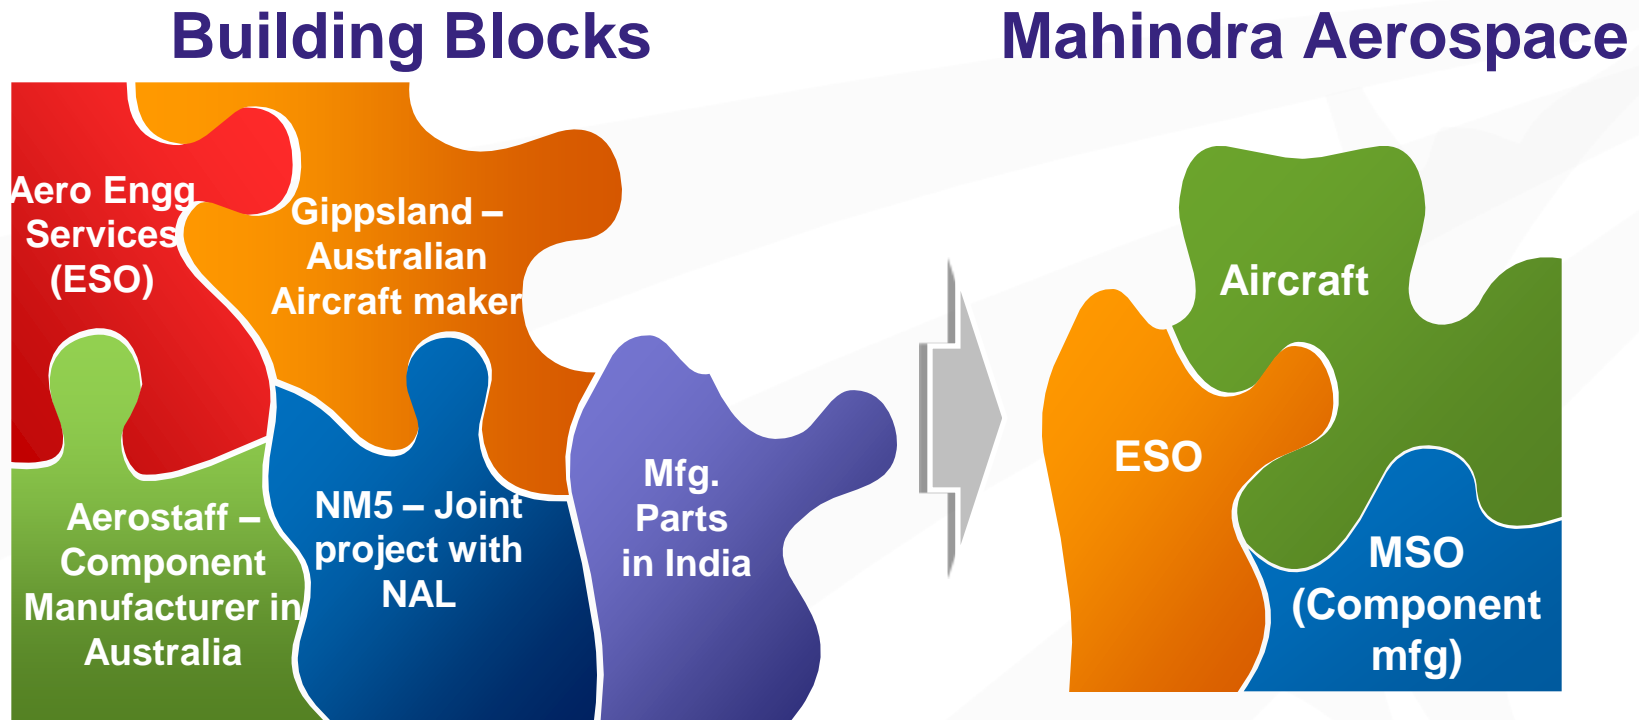 Building Blocks
Mahindra Aerospace
Aero Engg
Services
(ESO)
Gippsland –
Australian
Aircraft maker
Aerostaff –
Component
Manufacturer in
Australia
NM5 – Joint
project with
NAL
Mfg.
Parts
in India
Aircraft
ESO
MSO
(Component
mfg)